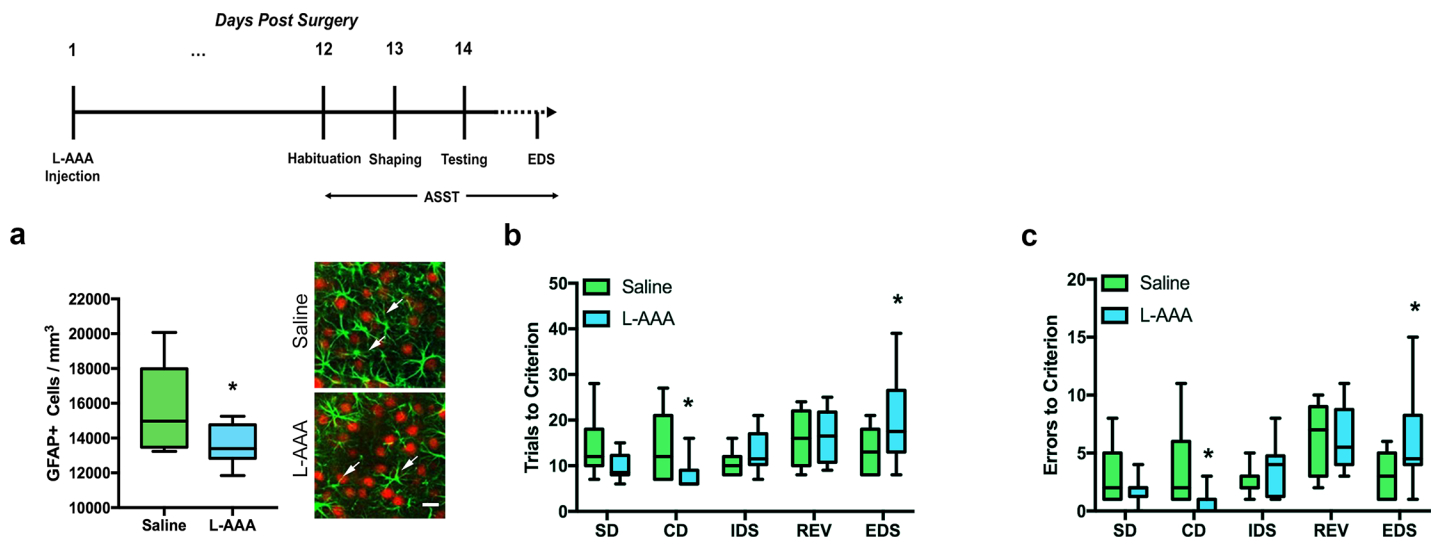 Days Post Surgery
1 ... 12 13 14
L-AAA
Injection
Habituation Shaping Testing EDS
ASST
a
GFAP+ Cells / mm3
22000
20000
18000
16000
14000
12000
10000
*
Saline L-AAA
Saline
L-AAA
b
Trials to Criterion
50
40
30
20
10
0
Saline
L-AAA
*
*
SD CD IDS REV EDS
c
Errors to Criterion
20
15
10
5
0
Saline
L-AAA
*
*
SD CD IDS REV EDS